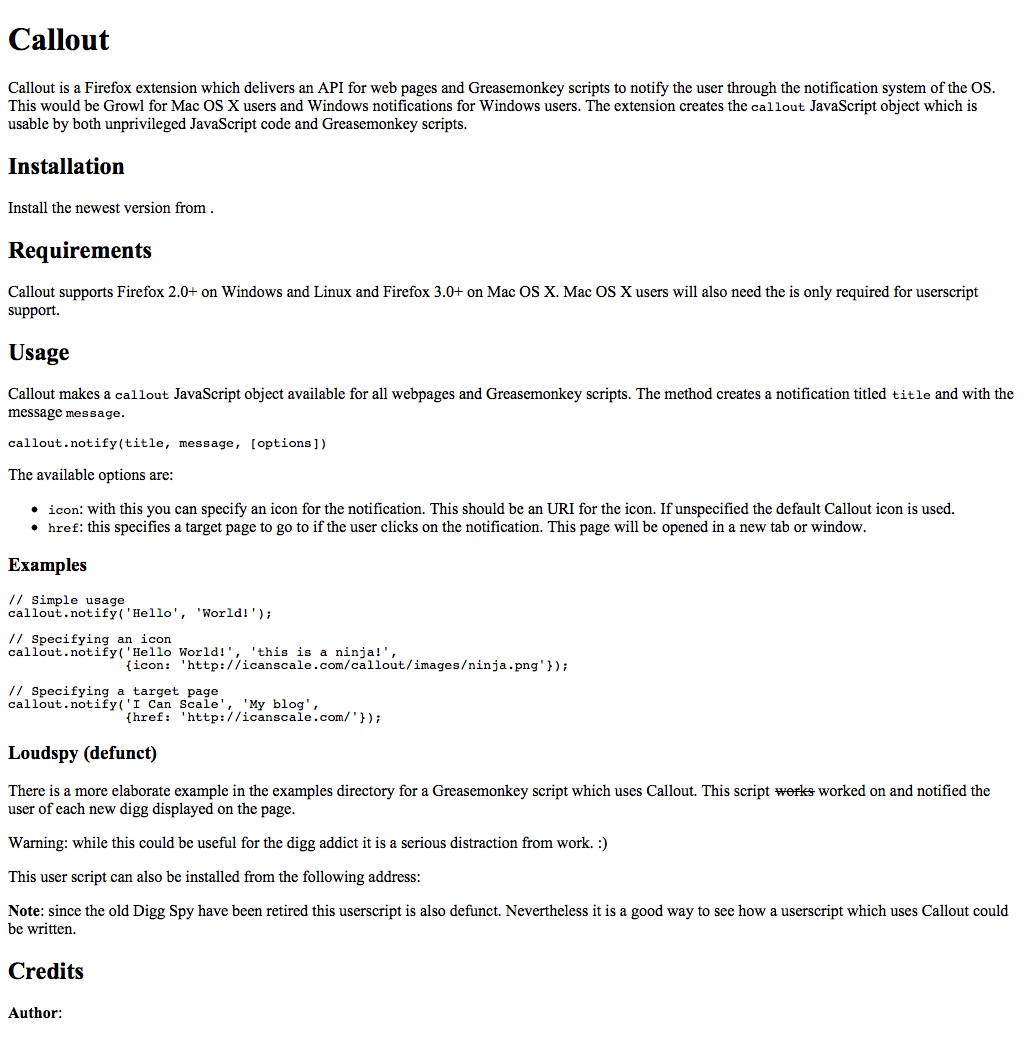 Callout
Callout is a Firefox extension which delivers an API for web pages and Greasemonkey scripts to notify the user through the notification system of the OS.
This would be Growl for Mac OS X users and Windows notifications for Windows users. The extension creates the callout JavaScript object which is
usable by both unprivileged JavaScript code and Greasemonkey scripts.
Installation
Install the newest version from .
Requirements
Callout supports Firefox 2.0+ on Windows and Linux and Firefox 3.0+ on Mac OS X. Mac OS X users will also need the is only required for userscript
support.
Usage
Callout makes a callout JavaScript object available for all webpages and Greasemonkey scripts. The method creates a notification titled title and with the
message message.
callout.notify(title, message, [options])
The available options are:
• icon: with this you can specify an icon for the notification. This should be an URI for the icon. If unspecified the default Callout icon is used.
• href: this specifies a target page to go to if the user clicks on the notification. This page will be opened in a new tab or window.
Examples
// Simple usage
callout.notify('Hello', 'World!');
// Specifying an icon
callout.notify('Hello World!', 'this is a ninja!',
{icon: 'http://icanscale.com/callout/images/ninja.png'});
// Specifying a target page
callout.notify('I Can Scale', 'My blog',
{href: 'http://icanscale.com/'});
Loudspy (defunct)
There is a more elaborate example in the examples directory for a Greasemonkey script which uses Callout. This script works worked on and notified the
user of each new digg displayed on the page.
Warning: while this could be useful for the digg addict it is a serious distraction from work. :)
This user script can also be installed from the following address:
Note: since the old Digg Spy have been retired this userscript is also defunct. Nevertheless it is a good way to see how a userscript which uses Callout could
be written.
Credits
Author: